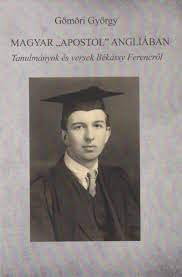 Gömöri György
MAGYAR „APOSTOL” ANGLIÁBAN
Tanulmányok és versek Békássy Ferencről